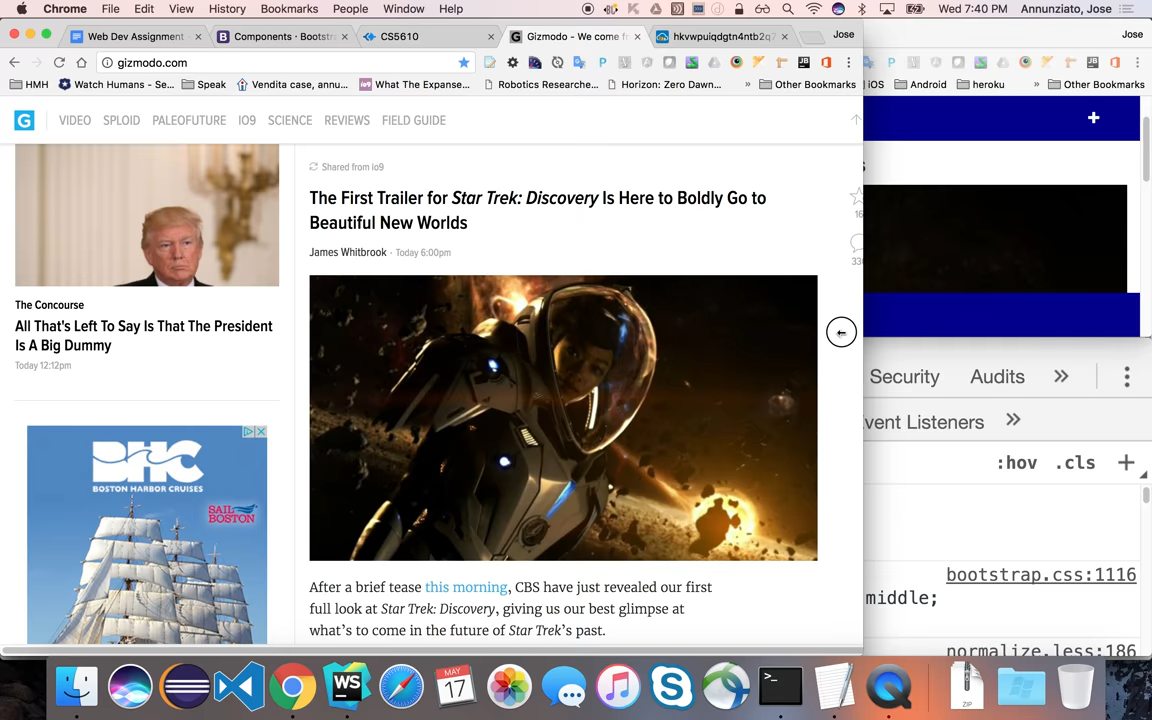 Chrome File Edit View History Bookmarks People Window Help Wed 7:40 PM Annunziato, Jose
Web Dev Assignment Components · Bootstra CS5610 Gizmodo - We come fr hkvwpuiqdgtn4ntb2q7 Jose Jose
gizmodo.com
HMH Watch Humans - Se... Speak Vendita case, annu... What The Expanse... Robotics Researche... Horizon: Zero Dawn... » Other Bookmarks iOS Android heroku » Other Bookmarks
G VIDEO SPLOID PALEOFUTURE IO9 SCIENCE REVIEWS FIELD GUIDE
Shared from io9
The First Trailer for Star Trek: Discovery Is Here to Boldly Go to
Beautiful New Worlds
James Whitbrook · Today 6:00pm
The Concourse
All That's Left To Say Is That The President
Is A Big Dummy
Today 12:12pm
BHC
BOSTON HARBOR CRUISES
SAIL
BOSTON
After a brief tease this morning, CBS have just revealed our first
full look at Star Trek: Discovery, giving us our best glimpse at
what's to come in the future of Star Trek's past.
Security Audits »
vent Listeners »
:hov .cls +
bootstrap.css:1116
middle;
normalize.less:186
WS
MAY
17
ZIP